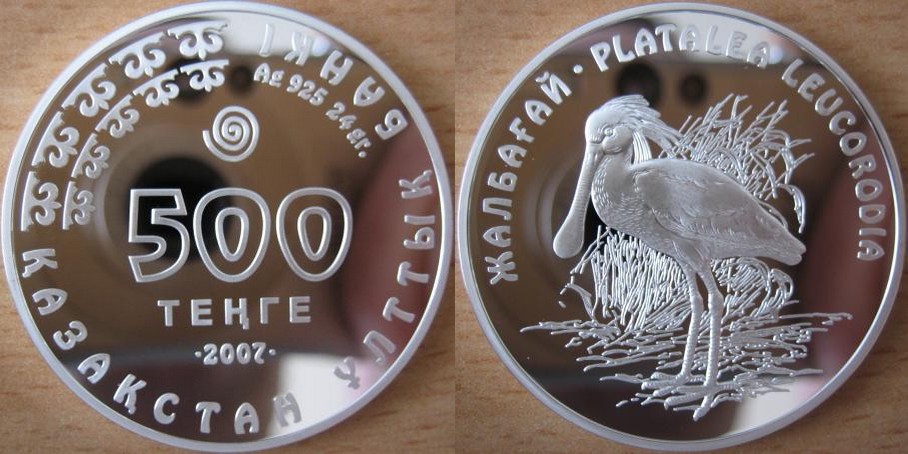 ҚАЗАҚСТАН ҰЛТТЫҚ БАНКІ
Ag 925 24 gr.
500
ТЕҢГЕ
·2007·
ЖАЛБАҒАЙ · PLATALEA LEUCORODIA